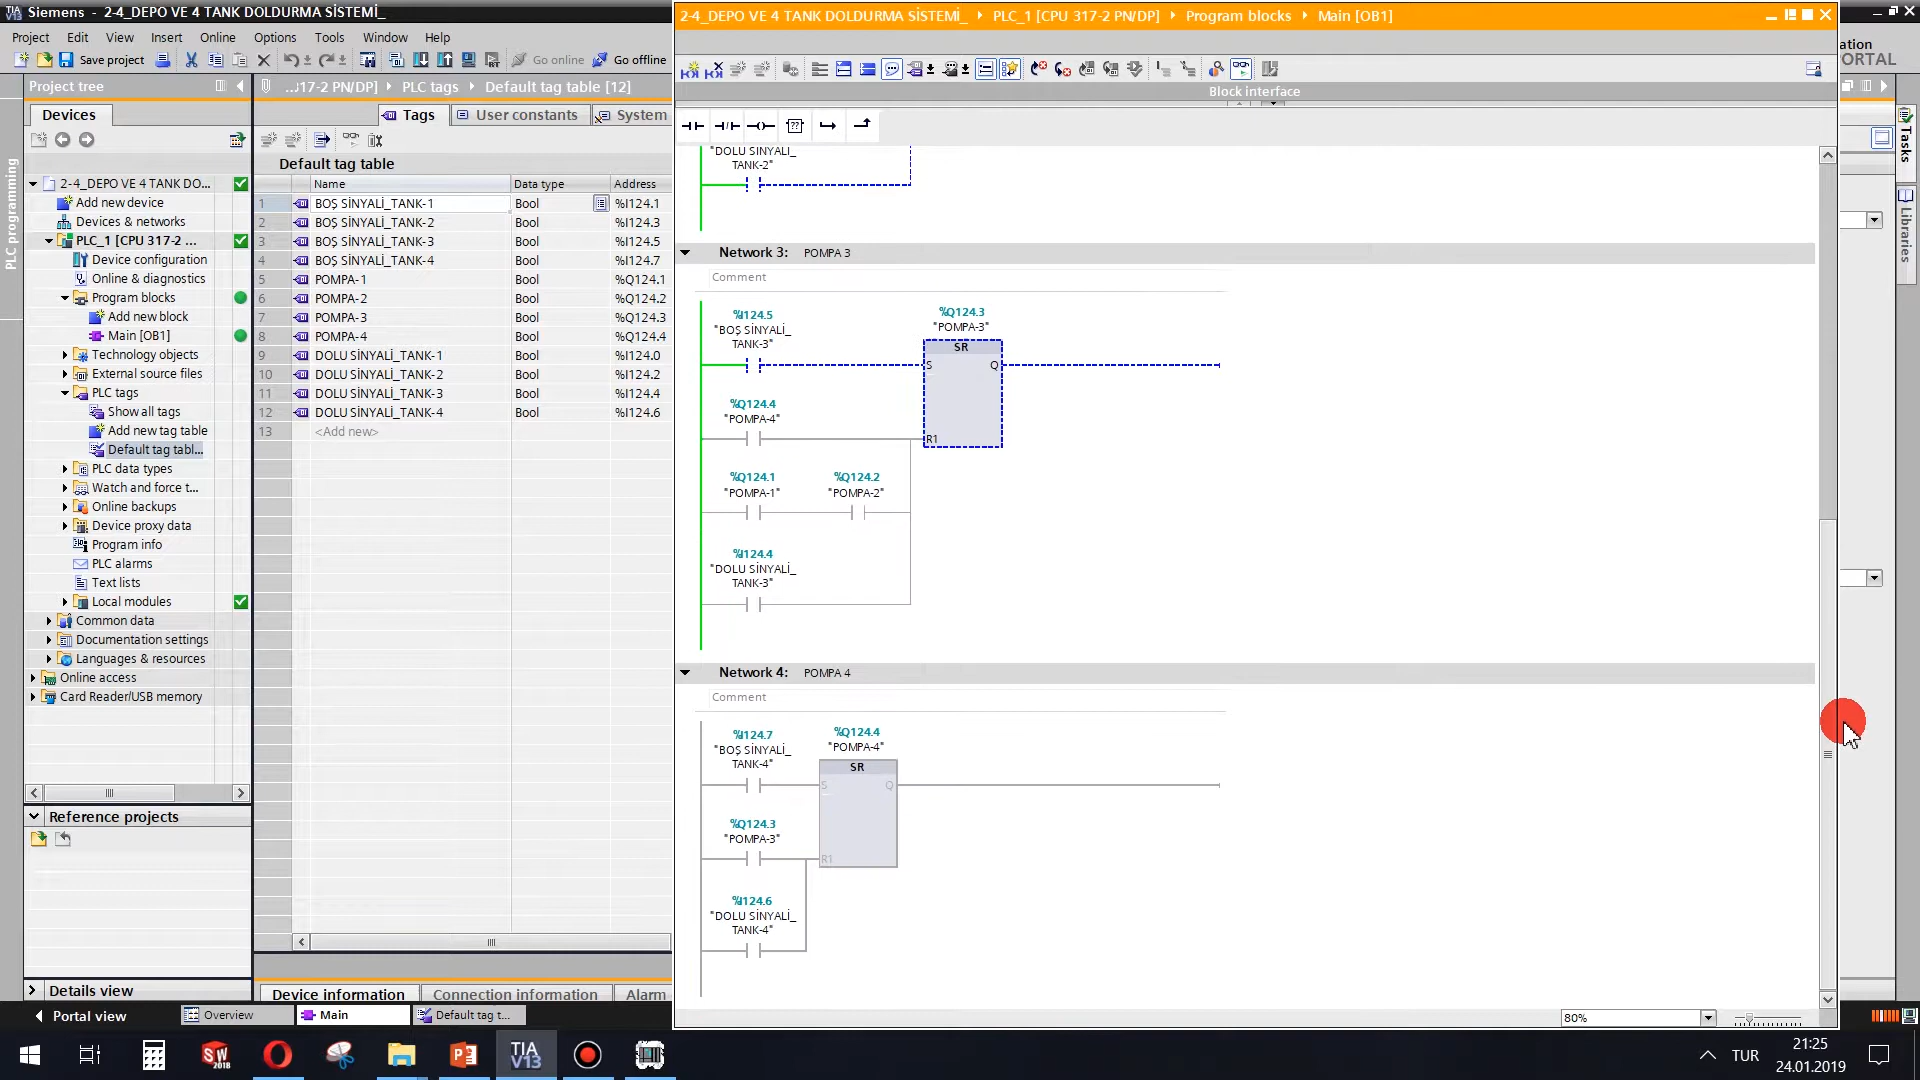 Siemens - 2-4_DEPO VE 4 TANK DOLDURMA SİSTEMİ_
Project Edit View Insert Online Options Tools Window Help
Save project
Go online
Go offline
Project tree
...J17-2 PN/DP] PLC tags Default tag table [12]
Devices
Tags User constants System
PLC programming
Default tag table
Name Data type Address
1 BOŞ SİNYALİ_TANK-1 Bool %I124.1
2 BOŞ SİNYALİ_TANK-2 Bool %I124.3
3 BOŞ SİNYALİ_TANK-3 Bool %I124.5
4 BOŞ SİNYALİ_TANK-4 Bool %I124.7
5 POMPA-1 Bool %Q124.1
6 POMPA-2 Bool %Q124.2
7 POMPA-3 Bool %Q124.3
8 POMPA-4 Bool %Q124.4
9 DOLU SİNYALİ_TANK-1 Bool %I124.0
10 DOLU SİNYALİ_TANK-2 Bool %I124.2
11 DOLU SİNYALİ_TANK-3 Bool %I124.4
12 DOLU SİNYALİ_TANK-4 Bool %I124.6
13 <Add new>
2-4_DEPO VE 4 TANK DO...
Add new device
Devices & networks
PLC_1 [CPU 317-2 ...
Device configuration
Online & diagnostics
Program blocks
Add new block
Main [OB1]
Technology objects
External source files
PLC tags
Show all tags
Add new tag table
Default tag tabl...
PLC data types
Watch and force t...
Online backups
Device proxy data
Program info
PLC alarms
Text lists
Local modules
Common data
Documentation settings
Languages & resources
Online access
Card Reader/USB memory
Reference projects
Details view
Device information Connection information Alarm
Portal view
Overview
Main
Default tag t...
2-4_DEPO VE 4 TANK DOLDURMA SİSTEMİ_ PLC_1 [CPU 317-2 PN/DP] Program blocks Main [OB1]
Block interface
"DOLU SİNYALİ_
TANK-2"
Network 3: POMPA 3
Comment
%I124.5
"BOŞ SİNYALİ_
TANK-3"
%Q124.3
"POMPA-3"
SR
S Q
R1
%Q124.4
"POMPA-4"
%Q124.1
"POMPA-1"
%Q124.2
"POMPA-2"
%I124.4
"DOLU SİNYALİ_
TANK-3"
Network 4: POMPA 4
Comment
%I124.7
"BOŞ SİNYALİ_
TANK-4"
%Q124.4
"POMPA-4"
SR
S Q
R1
%Q124.3
"POMPA-3"
%I124.6
"DOLU SİNYALİ_
TANK-4"
80%
ation
ORTAL
Tasks
Libraries
SW
2018
TIA
V13
TUR
21:25
24.01.2019